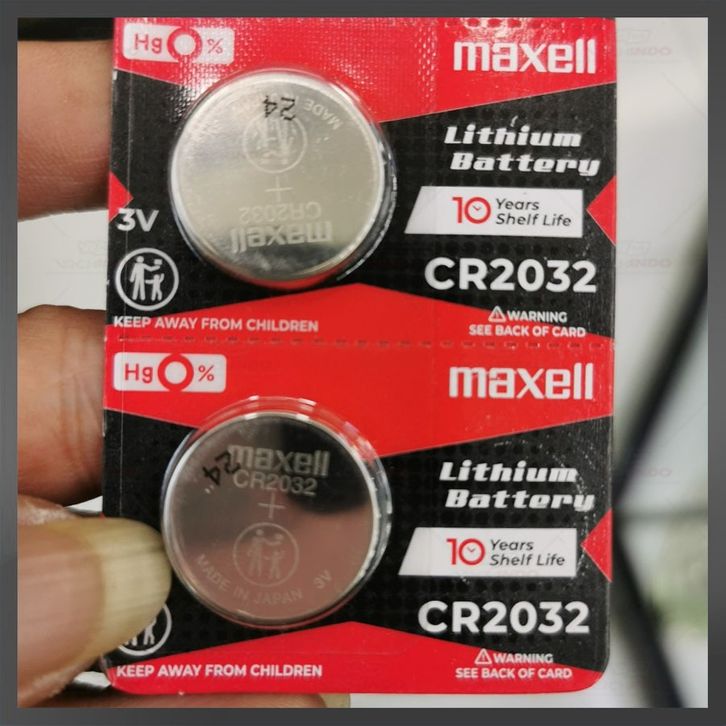 Hg 0 %
maxell
24
MADE
+
CR2032
maxell
Lithium
Battery
10 Years
Shelf Life
3V
CR2032
KEEP AWAY FROM CHILDREN
WARNING
SEE BACK OF CARD
Hg 0 %
maxell
maxell
24
CR2032
+
MADE IN JAPAN 3V
Lithium
Battery
10 Years
Shelf Life
CR2032
KEEP AWAY FROM CHILDREN
WARNING
SEE BACK OF CARD